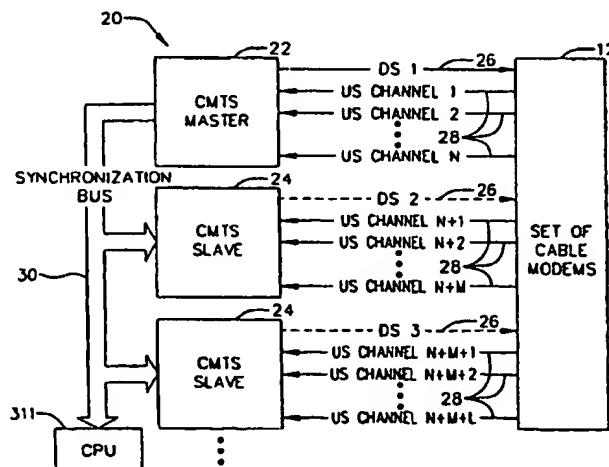 20
22
12
CMTS
MASTER
DS 1
26
US CHANNEL 1
US CHANNEL 2
28
US CHANNEL N
SYNCHRONIZATION
BUS
30
24
CMTS
SLAVE
DS 2
26
US CHANNEL N+1
US CHANNEL N+2
28
US CHANNEL N+M
SET OF
CABLE
MODEMS
24
CMTS
SLAVE
DS 3
26
US CHANNEL N+M+1
US CHANNEL N+M+2
28
US CHANNEL N+M+L
311
CPU